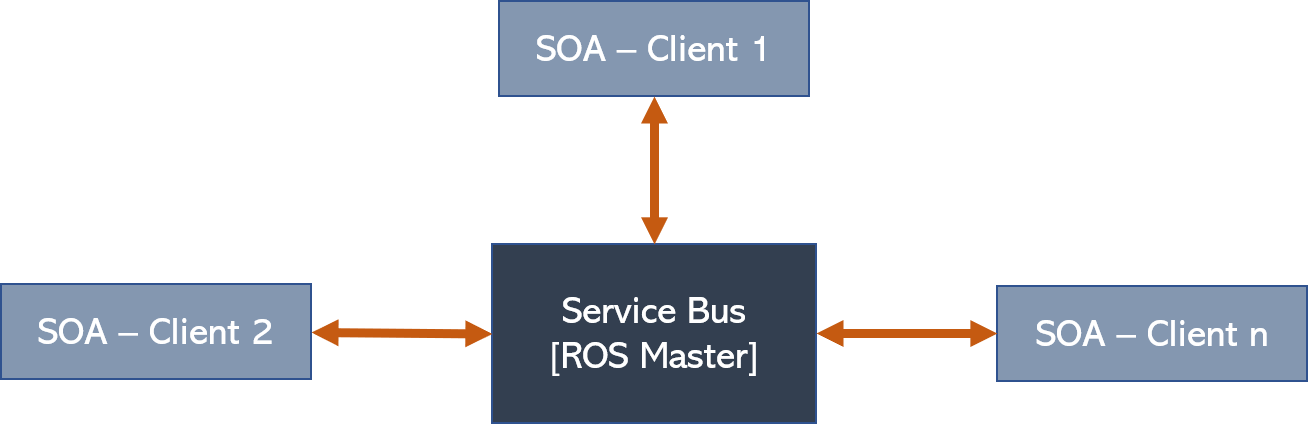 SOA – Client 1
SOA – Client 2
Service Bus
[ROS Master]
SOA – Client n